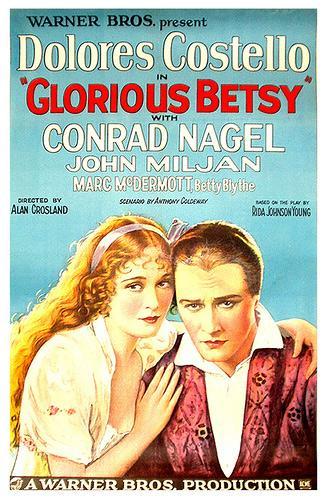 WARNER BROS. present
Dolores Costello
IN
"GLORIOUS BETSY"
WITH
CONRAD NAGEL
JOHN MILJAN
MARC McDERMOTT, Betty Blythe
DIRECTED BY
ALAN CROSLAND
SCENARIO BY ANTHONY COLDEWAY
BASED ON THE PLAY BY
RIDA JOHNSON YOUNG
A WARNER BROS. PRODUCTION